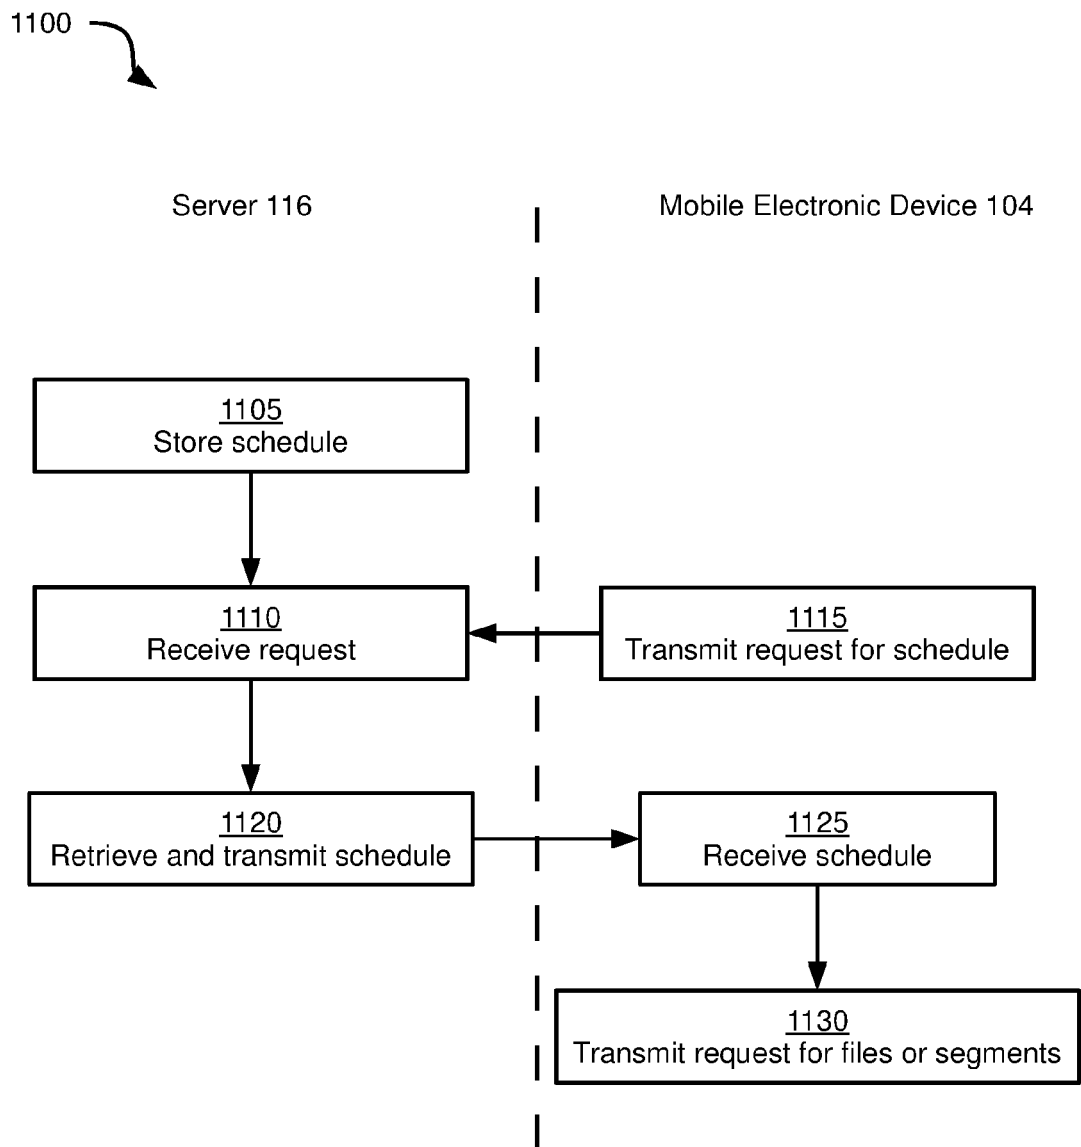 1100
Server 116
Mobile Electronic Device 104
1105
Store schedule
1110
Receive request
1115
Transmit request for schedule
1120
Retrieve and transmit schedule
1125
Receive schedule
1130
Transmit request for files or segments